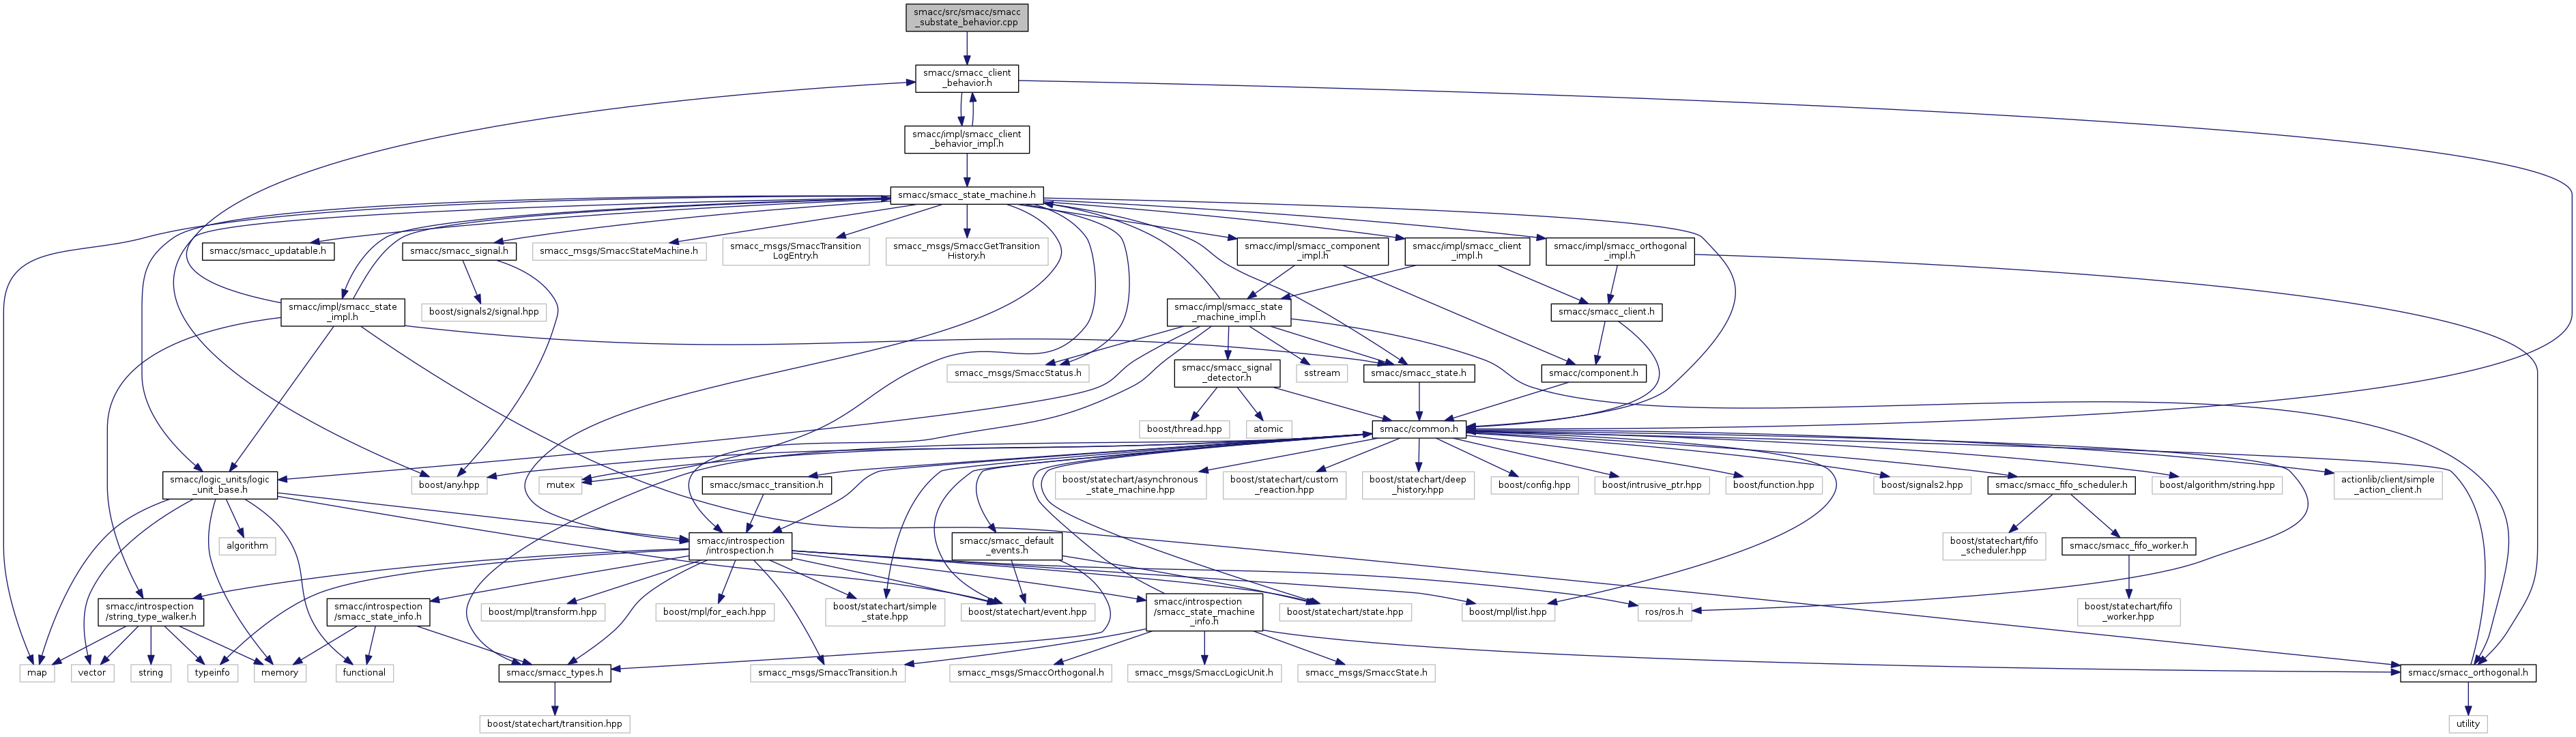 smacc/src/smacc/smacc
_substate_behavior.cpp
smacc/smacc_client
_behavior.h
smacc/impl/smacc_client
_behavior_impl.h
smacc/smacc_state_machine.h
smacc/smacc_updatable.h
smacc/smacc_signal.h
smacc_msgs/SmaccStateMachine.h
smacc_msgs/SmaccTransition
LogEntry.h
smacc_msgs/SmaccGetTransition
History.h
smacc/impl/smacc_component
_impl.h
smacc/impl/smacc_client
_impl.h
smacc/impl/smacc_orthogonal
_impl.h
smacc/impl/smacc_state
_impl.h
boost/signals2/signal.hpp
smacc/impl/smacc_state
_machine_impl.h
smacc/smacc_client.h
smacc_msgs/SmaccStatus.h
smacc/smacc_signal
_detector.h
sstream
smacc/smacc_state.h
smacc/component.h
boost/thread.hpp
atomic
smacc/common.h
smacc/logic_units/logic
_unit_base.h
boost/any.hpp
mutex
smacc/smacc_transition.h
boost/statechart/asynchronous
_state_machine.hpp
boost/statechart/custom
_reaction.hpp
boost/statechart/deep
_history.hpp
boost/config.hpp
boost/intrusive_ptr.hpp
boost/function.hpp
boost/signals2.hpp
smacc/smacc_fifo_scheduler.h
boost/algorithm/string.hpp
actionlib/client/simple
_action_client.h
algorithm
smacc/introspection
/introspection.h
smacc/smacc_default
_events.h
boost/statechart/fifo
_scheduler.hpp
smacc/smacc_fifo_worker.h
smacc/introspection
/string_type_walker.h
smacc/introspection
/smacc_state_info.h
boost/mpl/transform.hpp
boost/mpl/for_each.hpp
boost/statechart/simple
_state.hpp
boost/statechart/event.hpp
smacc/introspection
/smacc_state_machine
_info.h
boost/statechart/state.hpp
boost/mpl/list.hpp
ros/ros.h
boost/statechart/fifo
_worker.hpp
map
vector
string
typeinfo
memory
functional
smacc/smacc_types.h
smacc_msgs/SmaccTransition.h
smacc_msgs/SmaccOrthogonal.h
smacc_msgs/SmaccLogicUnit.h
smacc_msgs/SmaccState.h
smacc/smacc_orthogonal.h
boost/statechart/transition.hpp
utility